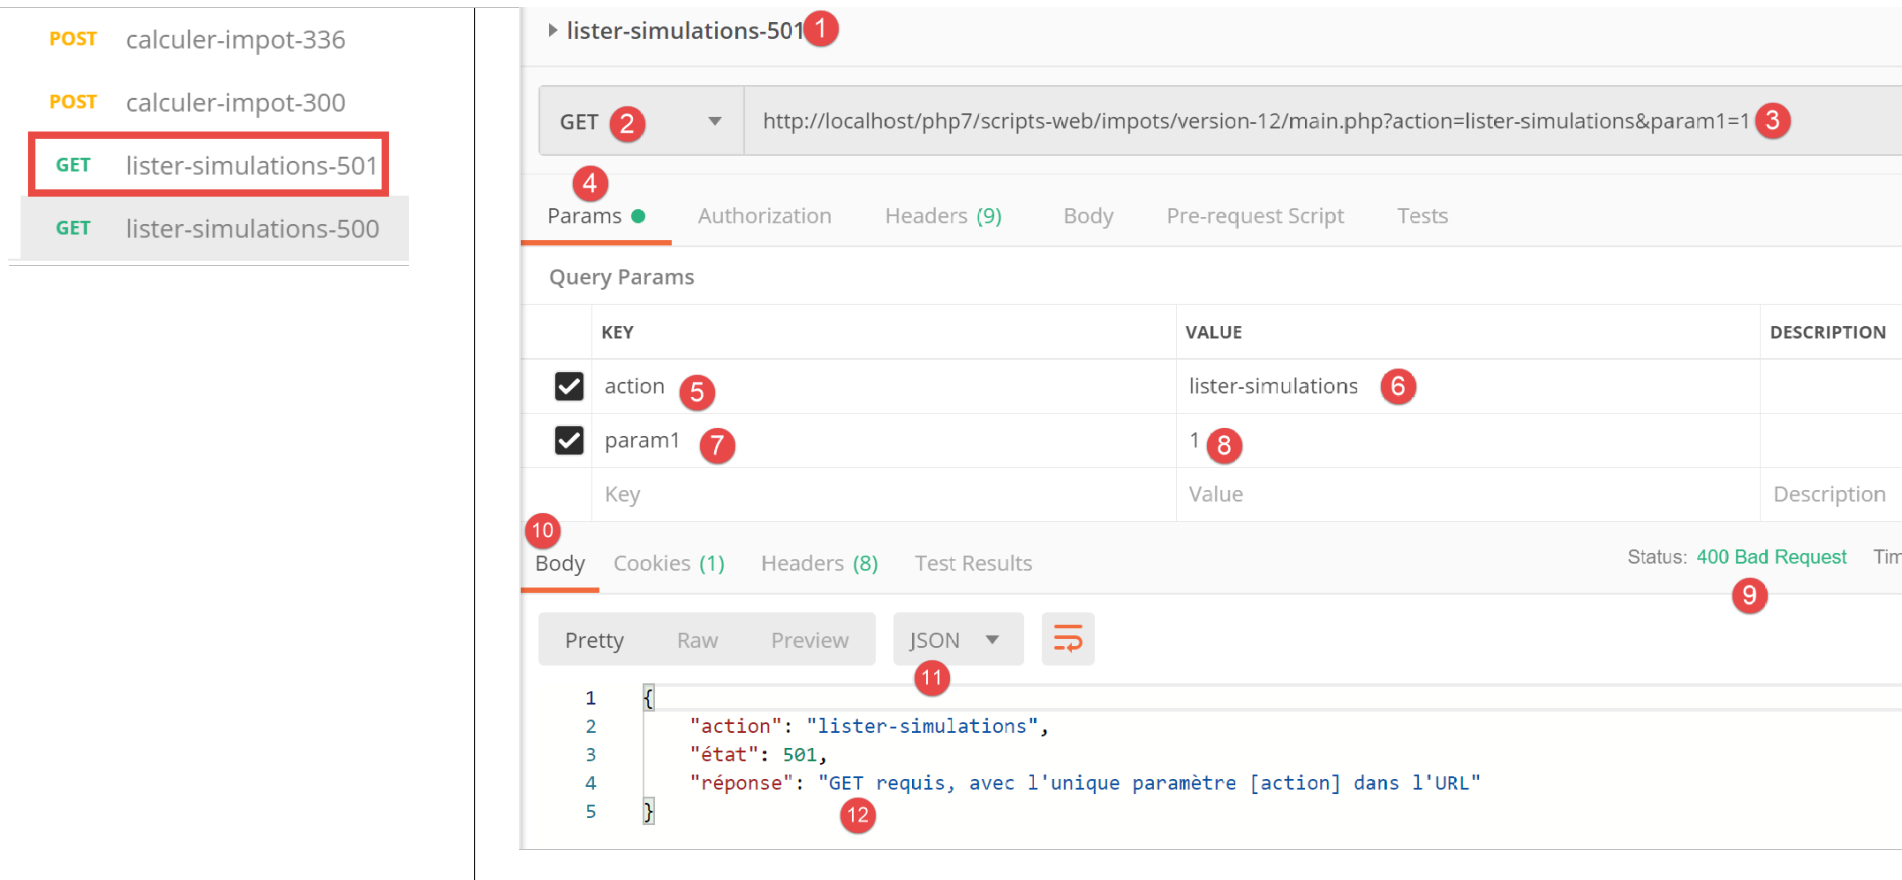 POST calculer-impot-336
POST calculer-impot-300
GET lister-simulations-501
GET lister-simulations-500
lister-simulations-501 1
GET 2 http://localhost/php7/scripts-web/impots/version-12/main.php?action=lister-simulations&param1=1 3
4
Params Authorization Headers (9) Body Pre-request Script Tests
Query Params
KEY VALUE DESCRIPTION
action 5 lister-simulations 6
param1 7 1 8
Key Value Description
10
Body Cookies (1) Headers (8) Test Results Status: 400 Bad Request Tim
9
Pretty Raw Preview JSON
11
1 {
2 "action": "lister-simulations",
3 "état": 501,
4 "réponse": "GET requis, avec l'unique paramètre [action] dans l'URL"
5 }
12